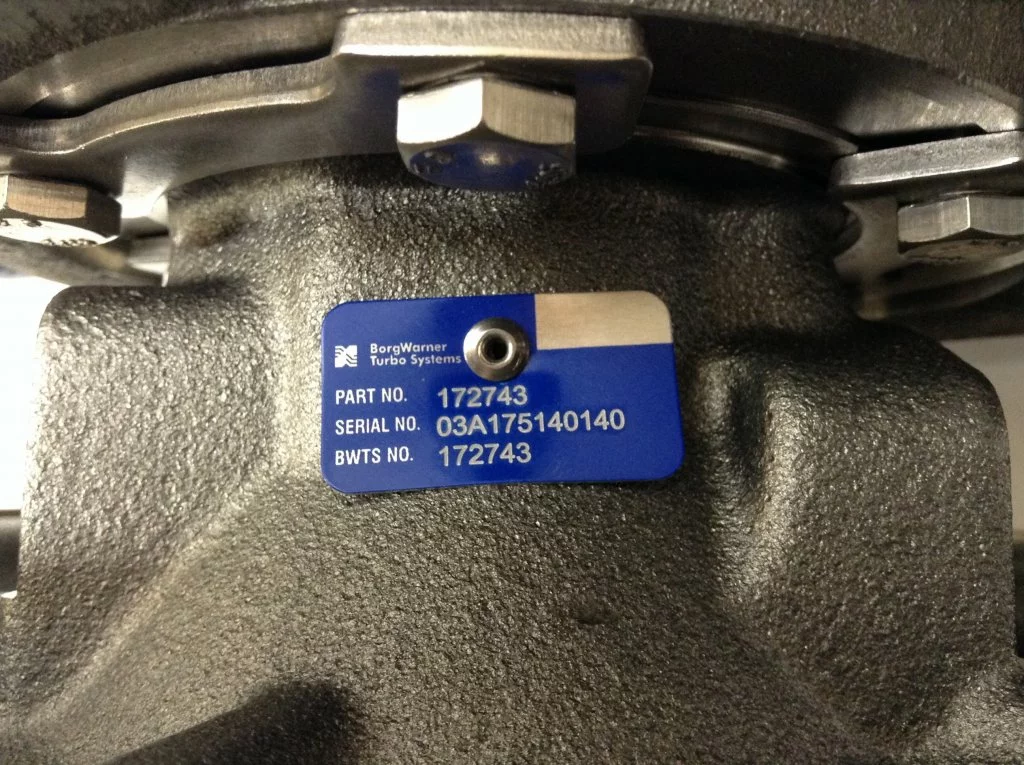 BorgWarner
Turbo Systems
PART NO. 172743
SERIAL NO. 03A175140140
BWTS NO. 172743